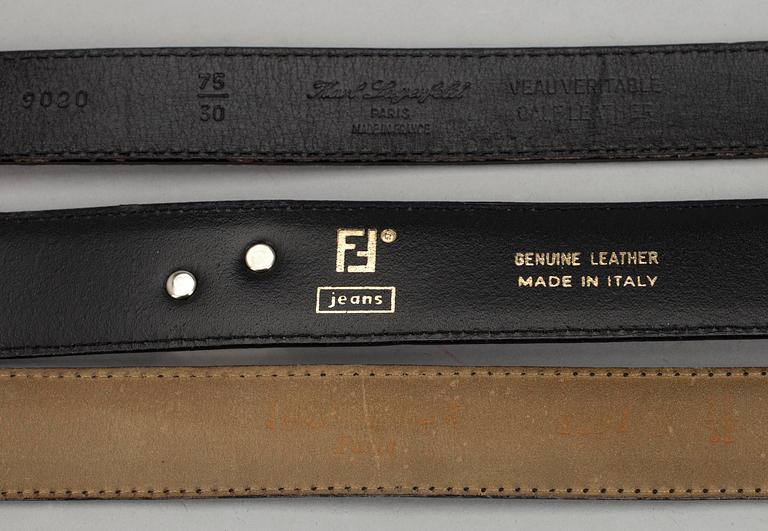 9020
75
30
Karl Lagerfeld
PARIS
MADE IN FRANCE
VEAU VERITABLE
CALF LEATHER
FF®
jeans
GENUINE LEATHER
MADE IN ITALY